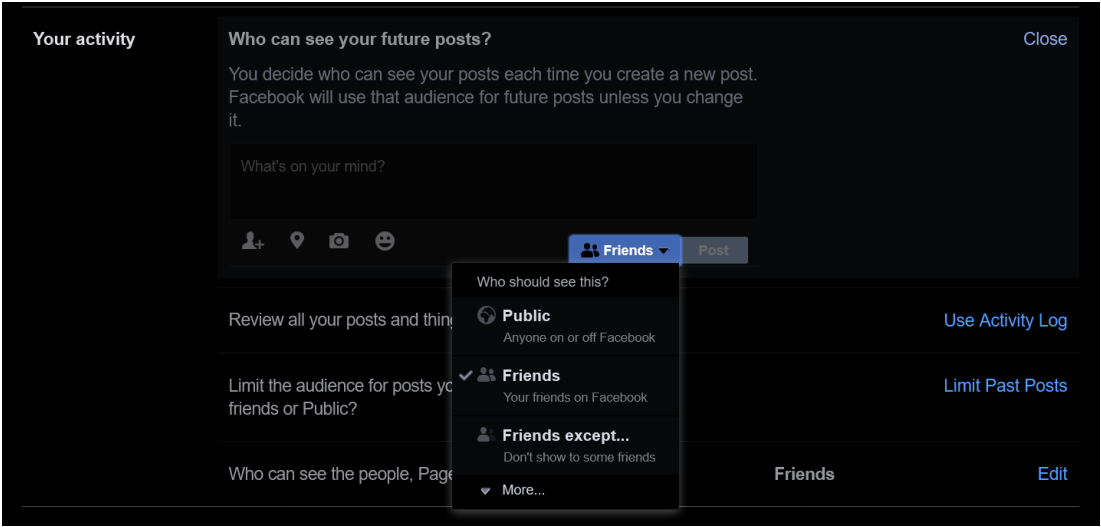 Your activity
Who can see your future posts?
Close
You decide who can see your posts each time you create a new post.
Facebook will use that audience for future posts unless you change
it.
What's on your mind?
Friends
Post
Who should see this?
Public
Anyone on or off Facebook
Friends
Your friends on Facebook
Friends except...
Don't show to some friends
More...
Review all your posts and
Use Activity Log
Limit the audience for posts
friends or Public?
Limit Past Posts
Who can see the people,
Friends
Edit